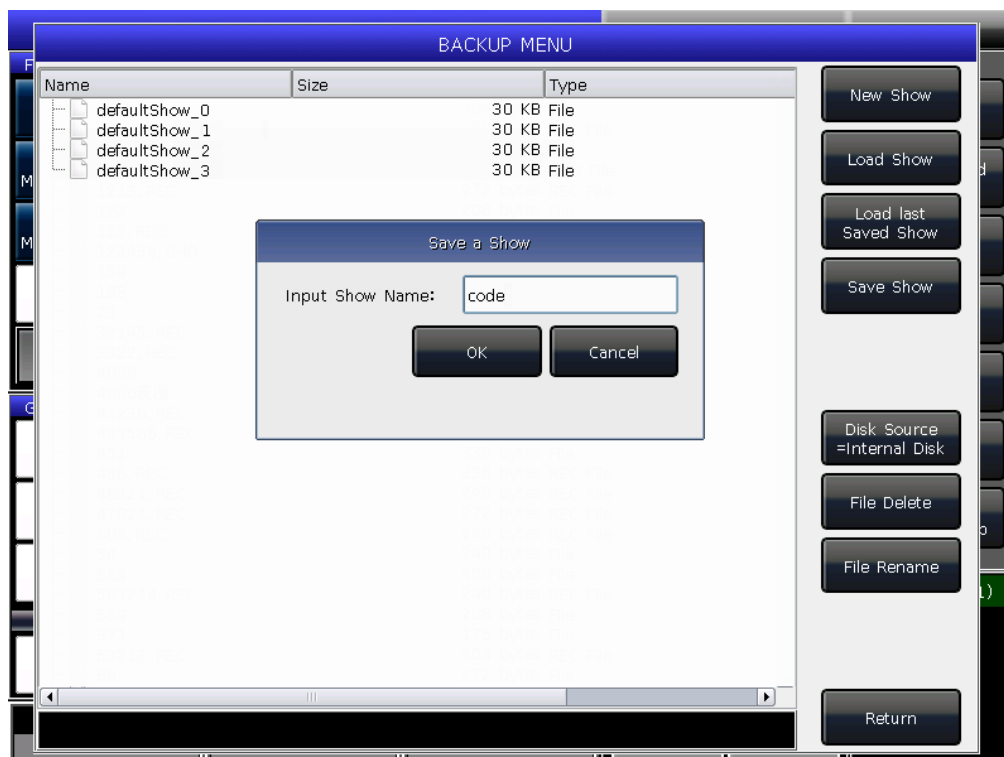 BACKUP MENU
Name Size Type
defaultShow_0 30 KB File
defaultShow_1 30 KB File
defaultShow_2 30 KB File
defaultShow_3 30 KB File
Save a Show
Input Show Name: code
OK Cancel
New Show
Load Show
Load last
Saved Show
Save Show
Disk Source
=Internal Disk
File Delete
File Rename
Return